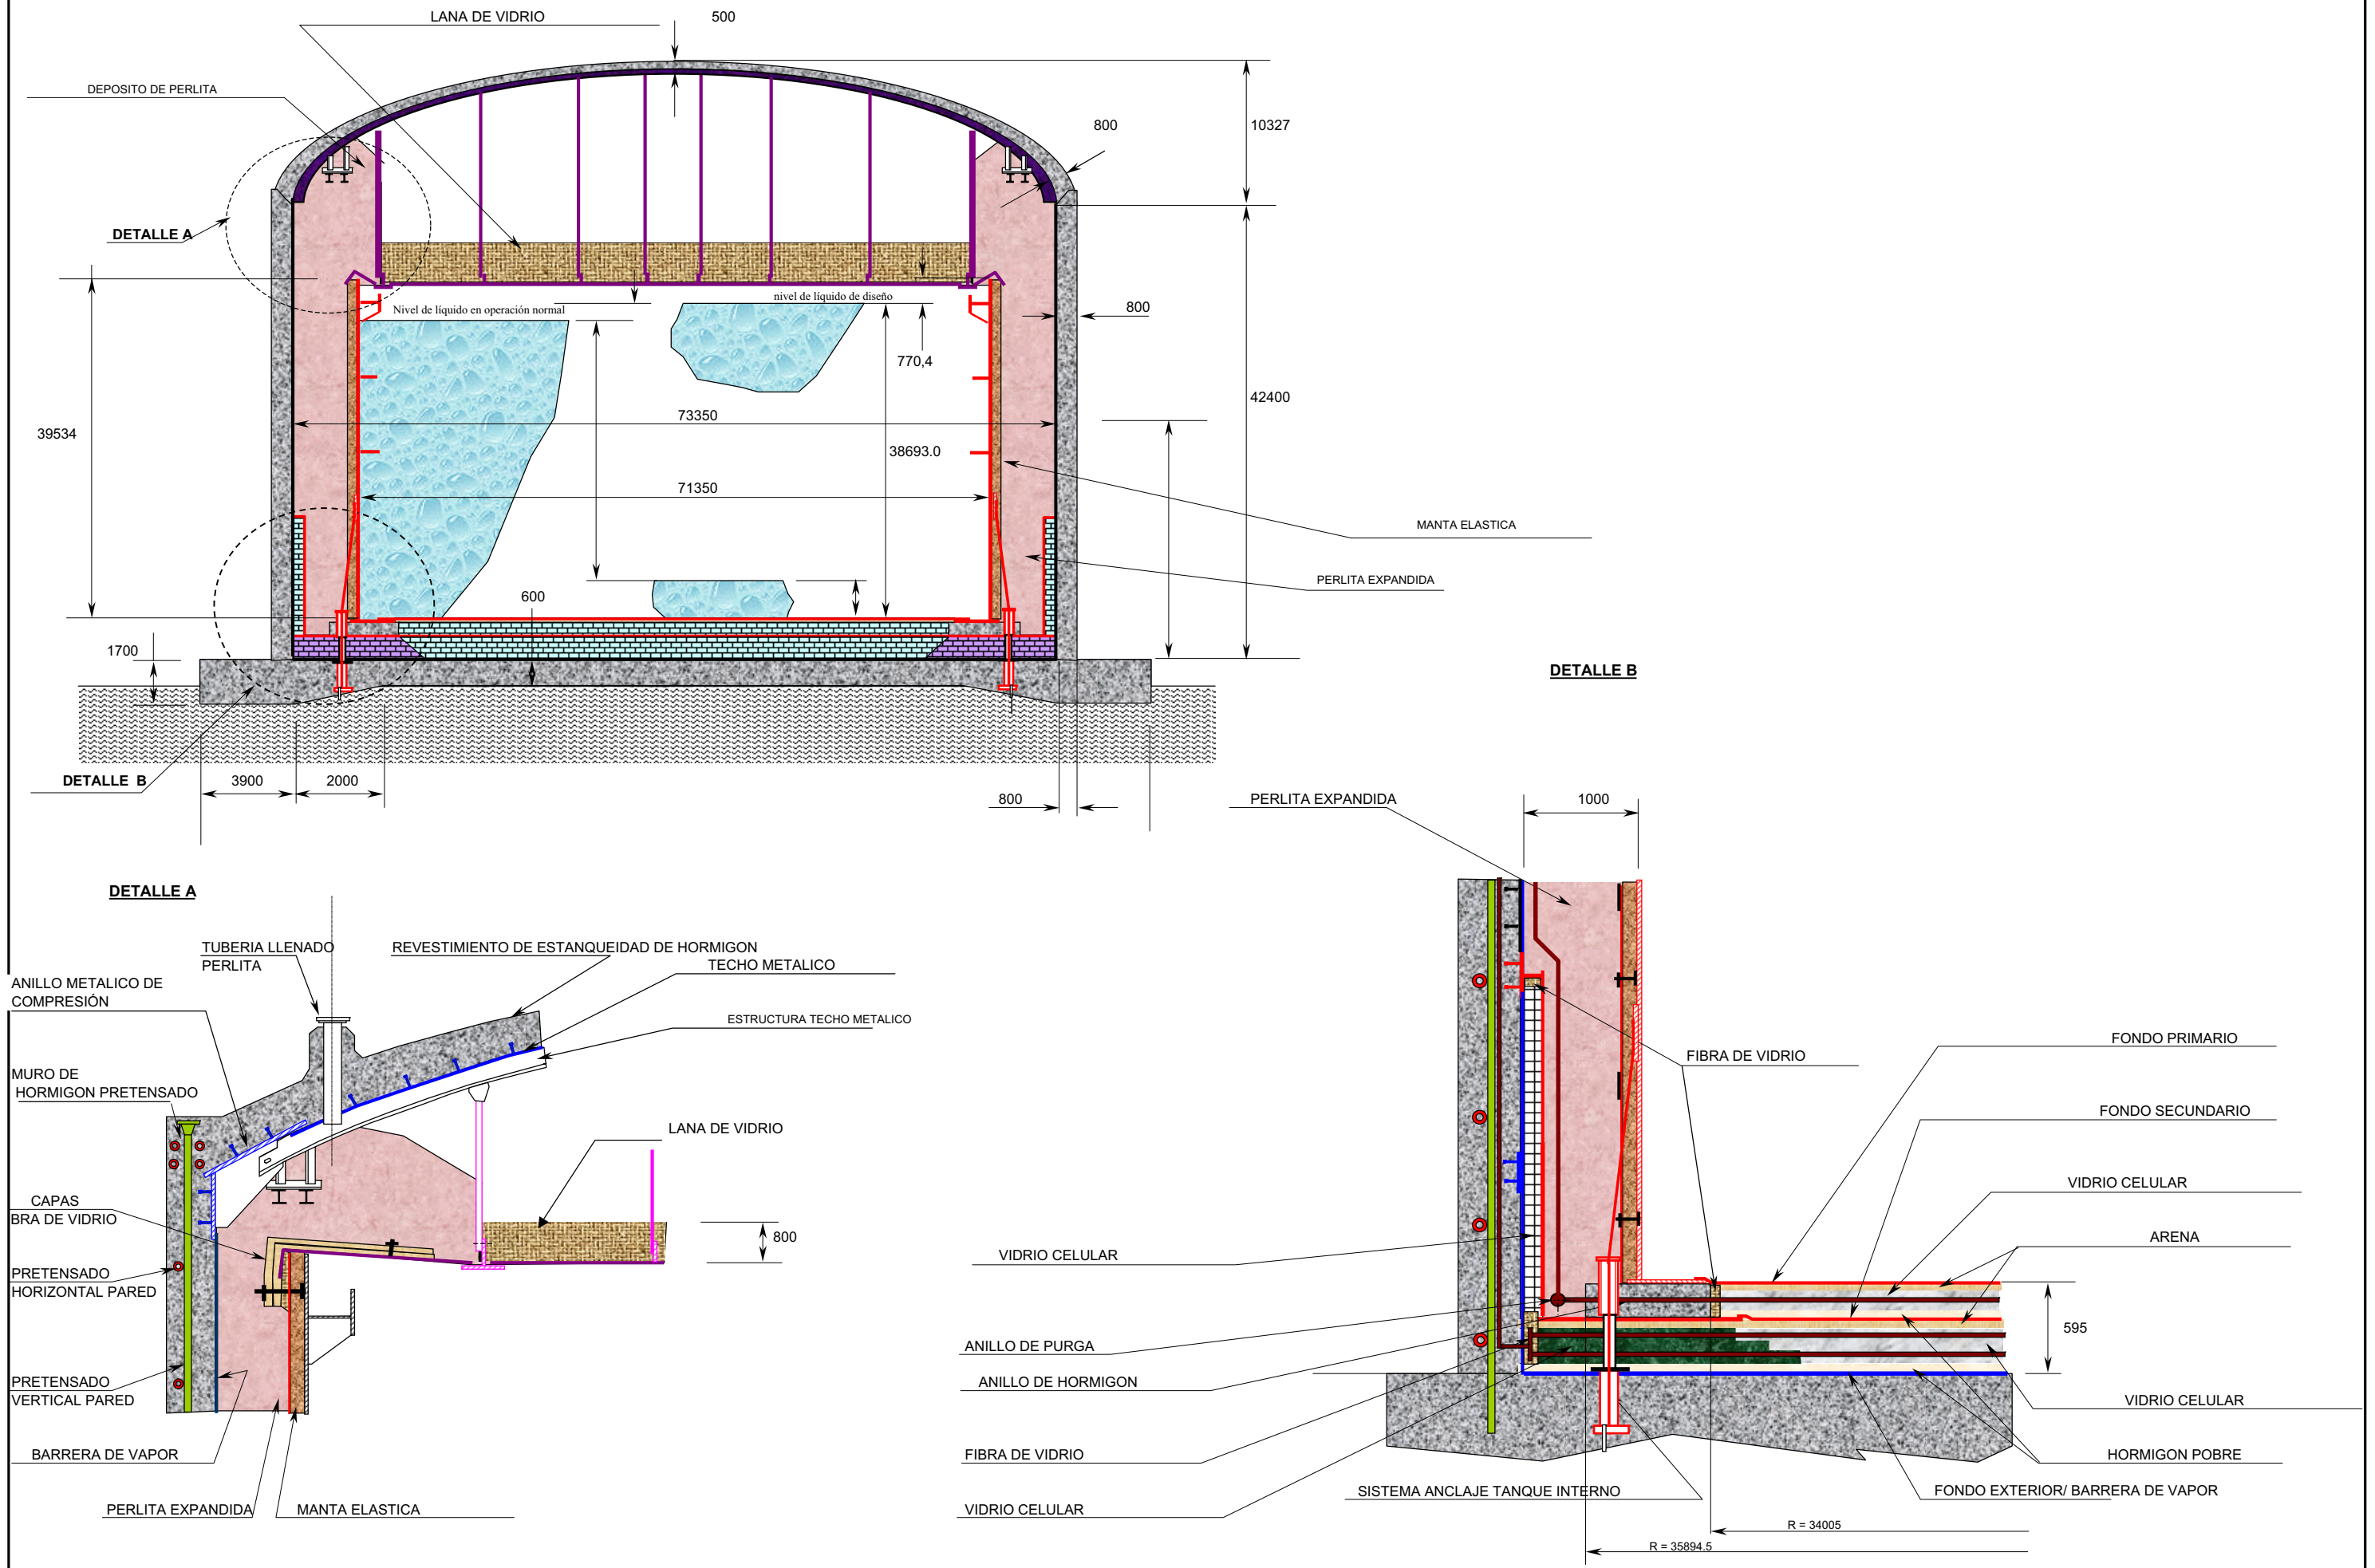 LANA DE VIDRIO
500
DEPOSITO DE PERLITA
800
10327
DETALLE A
nivel de líquido de diseño
Nivel de líquido en operación normal
800
770,4
73350
42400
39534
38693.0
71350
MANTA ELASTICA
PERLITA EXPANDIDA
600
1700
DETALLE B
3900
2000
800
DETALLE B
PERLITA EXPANDIDA
1000
DETALLE A
TUBERIA LLENADO
PERLITA
REVESTIMIENTO DE ESTANQUEIDAD DE HORMIGON
TECHO METALICO
ANILLO METALICO DE
COMPRESIÓN
ESTRUCTURA TECHO METALICO
MURO DE
HORMIGON PRETENSADO
LANA DE VIDRIO
CAPAS
BRA DE VIDRIO
800
PRETENSADO
HORIZONTAL PARED
PRETENSADO
VERTICAL PARED
BARRERA DE VAPOR
PERLITA EXPANDIDA
MANTA ELASTICA
FIBRA DE VIDRIO
FONDO PRIMARIO
FONDO SECUNDARIO
VIDRIO CELULAR
ARENA
VIDRIO CELULAR
595
ANILLO DE PURGA
ANILLO DE HORMIGON
VIDRIO CELULAR
FIBRA DE VIDRIO
HORMIGON POBRE
SISTEMA ANCLAJE TANQUE INTERNO
FONDO EXTERIOR/ BARRERA DE VAPOR
VIDRIO CELULAR
R = 34005
R = 35894.5